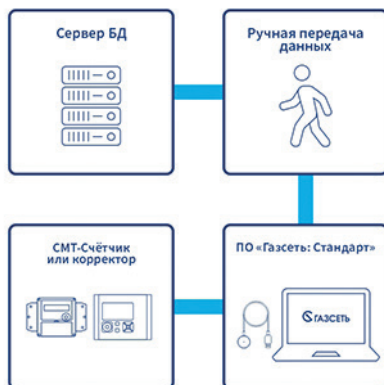 Сервер БД
Ручная передача
данных
СМТ-Счётчик
или корректор
ПО «Газсеть: Стандарт»
ГАЗСЕТЬ